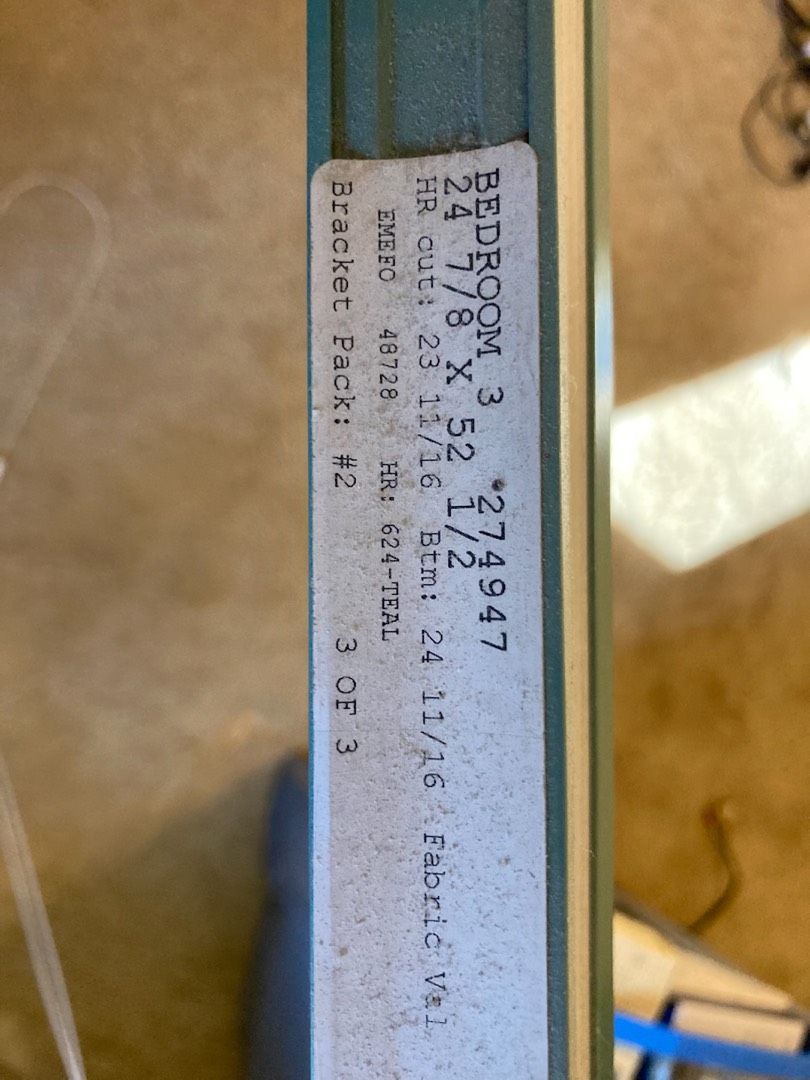 BEDROOM 3 274947
24 7/8 X 52 1/2
HR cut: 23 11/16 Btm: 24 11/16 Fabric Val
EMEFO 48728 HR: 624-TEAL
Bracket Pack: #2 3 OF 3